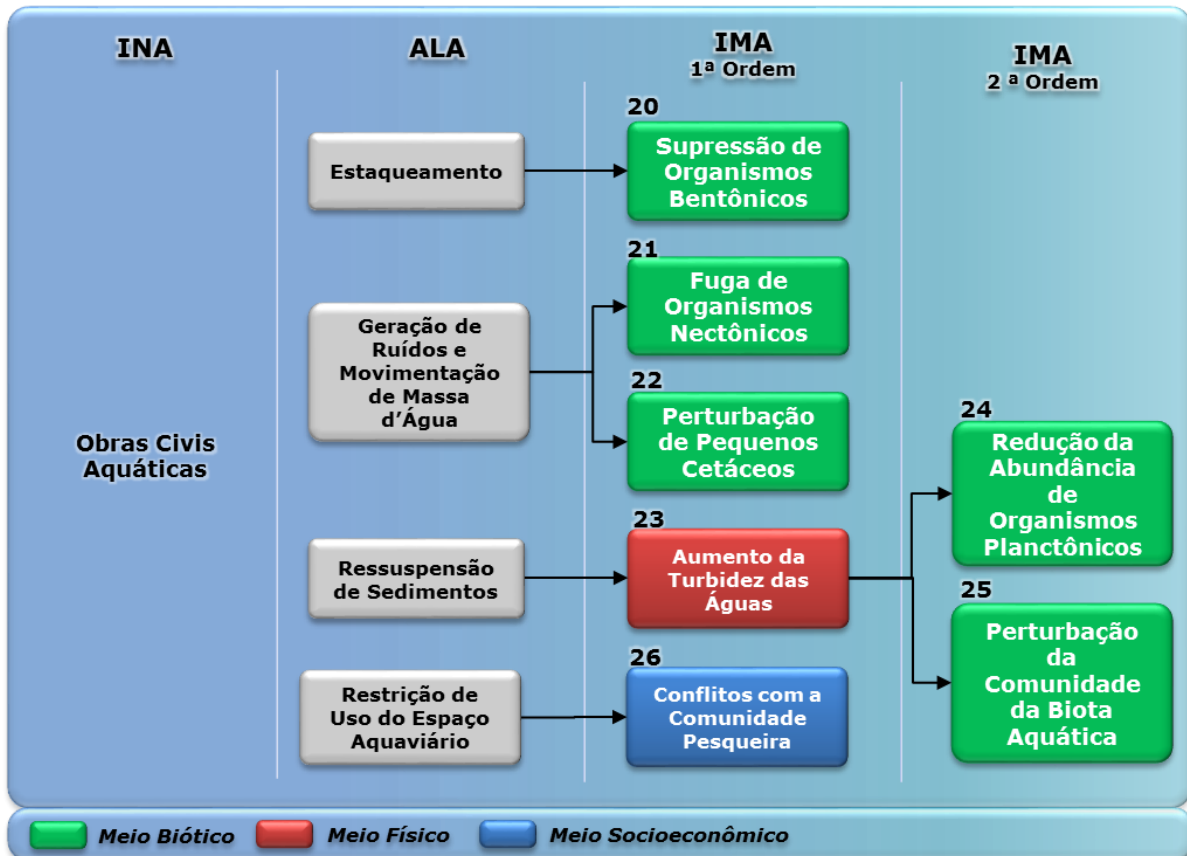 INA
ALA
IMA
1ª Ordem
IMA
2 ª Ordem
Obras Civis
Aquáticas
Estaqueamento
20
Supressão de
Organismos
Bentônicos
Geração de
Ruídos e
Movimentação
de Massa
d’Água
21
Fuga de
Organismos
Nectônicos
22
Perturbação
de Pequenos
Cetáceos
Ressuspensão
de Sedimentos
23
Aumento da
Turbidez das
Águas
24
Redução da
Abundância
de
Organismos
Planctônicos
25
Perturbação
da
Comunidade
da Biota
Aquática
Restrição de
Uso do Espaço
Aquaviário
26
Conflitos com a
Comunidade
Pesqueira
Meio Biótico
Meio Físico
Meio Socioeconômico